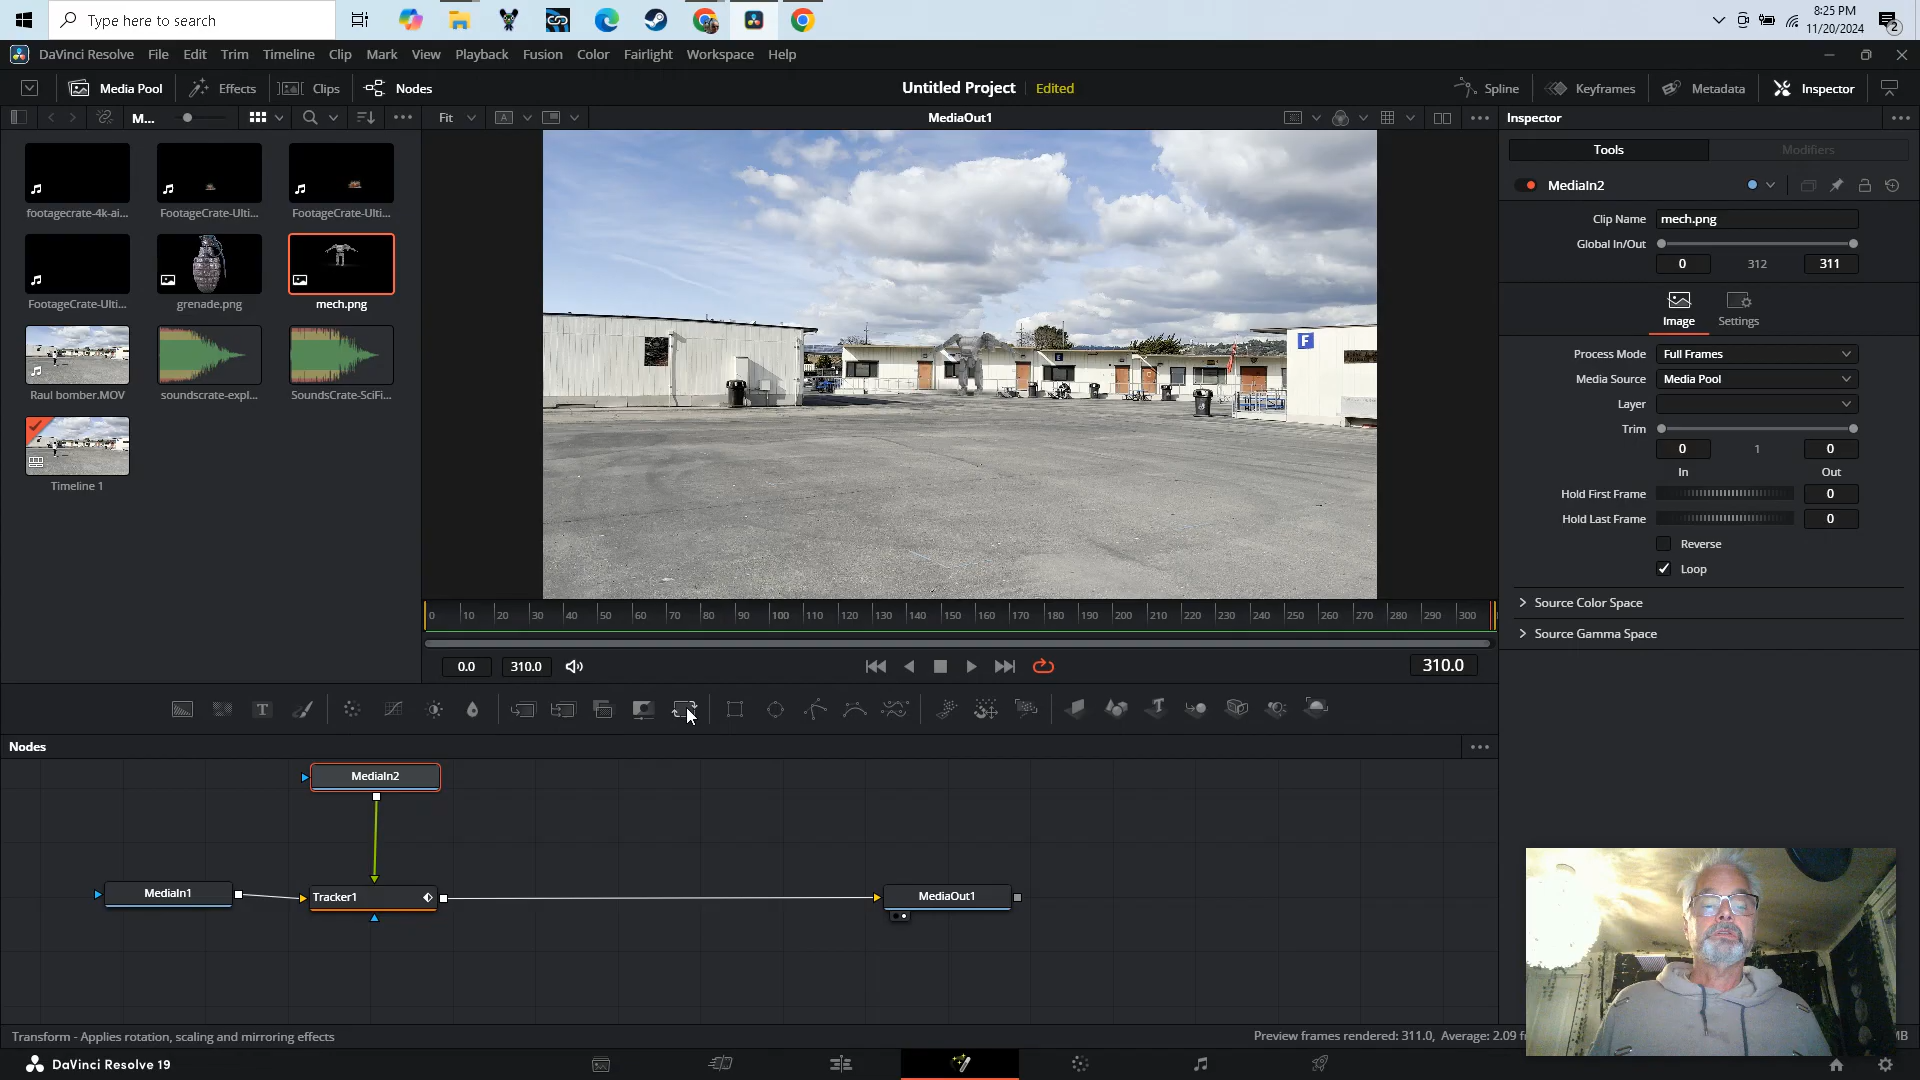 Type here to search
8:25 PM
11/20/2024
2
DaVinci Resolve File Edit Trim Timeline Clip Mark View Playback Fusion Color Fairlight Workspace Help
Media Pool Effects Clips Nodes
Untitled Project Edited
Spline Keyframes Metadata Inspector
M...
Fit
MediaOut1
Inspector
footagecrate-4k-ai... FootageCrate-Ulti... FootageCrate-Ulti...
FootageCrate-Ulti... grenade.png mech.png
Raul bomber.MOV soundscrate-expl... SoundsCrate-SciFi...
Timeline 1
F
E
Tools Modifiers
MediaIn2
Clip Name mech.png
Global In/Out
0 312 311
Image Settings
Process Mode Full Frames
Media Source Media Pool
Layer
Trim
0 1 0
In Out
Hold First Frame 0
Hold Last Frame 0
Reverse
Loop
Source Color Space
Source Gamma Space
0 10 20 30 40 50 60 70 80 90 100 110 120 130 140 150 160 170 180 190 200 210 220 230 240 250 260 270 280 290 300
0.0 310.0 310.0
Nodes
MediaIn2
MediaIn1
Tracker1
MediaOut1
Transform - Applies rotation, scaling and mirroring effects
Preview frames rendered: 311.0, Average: 2.09 f
MB
DaVinci Resolve 19